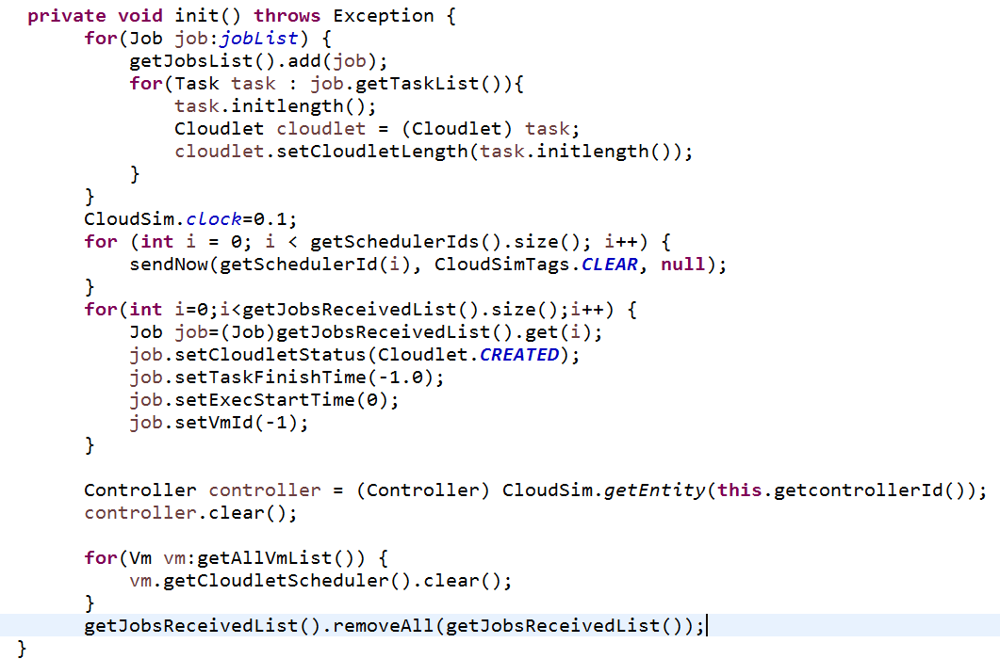 private void init() throws Exception {
for(Job job:jobList) {
getJobsList().add(job);
for(Task task : job.getTaskList()){
task.initlength();
Cloudlet cloudlet = (Cloudlet) task;
cloudlet.setCloudletLength(task.initlength());
}
}
CloudSim.clock=0.1;
for (int i = 0; i < getSchedulerIds().size(); i++) {
sendNow(getSchedulerId(i), CloudSimTags.CLEAR, null);
}
for(int i=0;i<getJobsReceivedList().size();i++) {
Job job=(Job)getJobsReceivedList().get(i);
job.setCloudletStatus(Cloudlet.CREATED);
job.setTaskFinishTime(-1.0);
job.setExecStartTime(0);
job.setVmId(-1);
}
Controller controller = (Controller) CloudSim.getEntity(this.getcontrollerId());
controller.clear();
for(Vm vm:getAllVmList()) {
vm.getCloudletScheduler().clear();
}
getJobsReceivedList().removeAll(getJobsReceivedList());
}